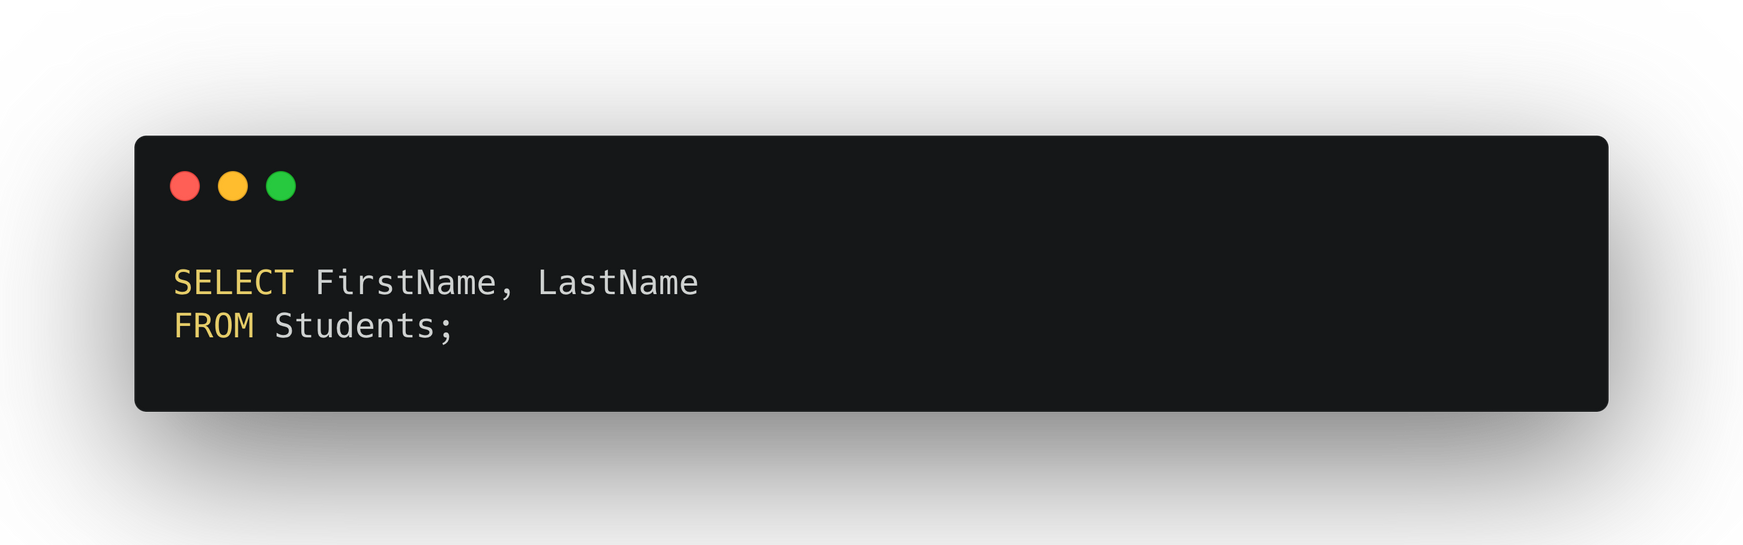 SELECT FirstName, LastName
FROM Students;